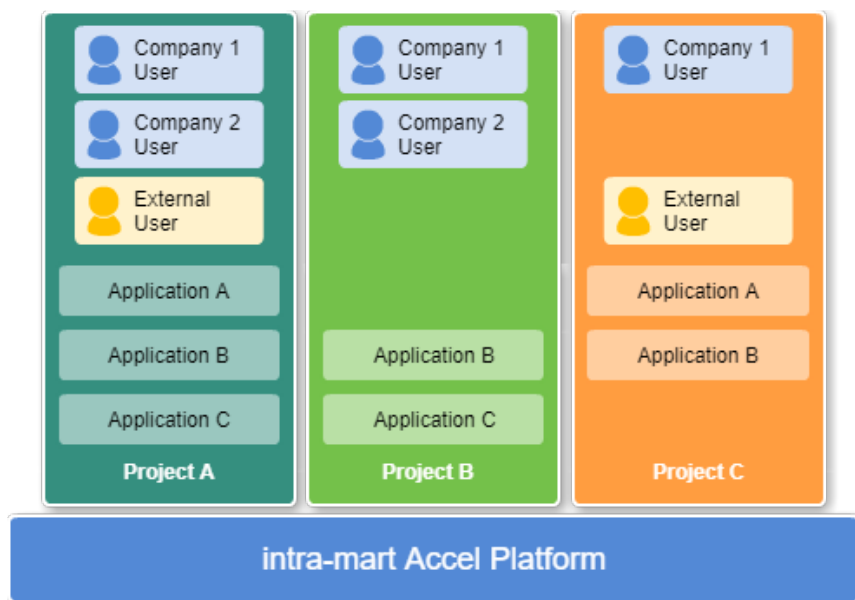 Company 1
User
Company 2
User
External
User
Application A
Application B
Application C
Project A
Company 1
User
Company 2
User
Application B
Application C
Project B
Company 1
User
External
User
Application A
Application B
Project C
intra-mart Accel Platform